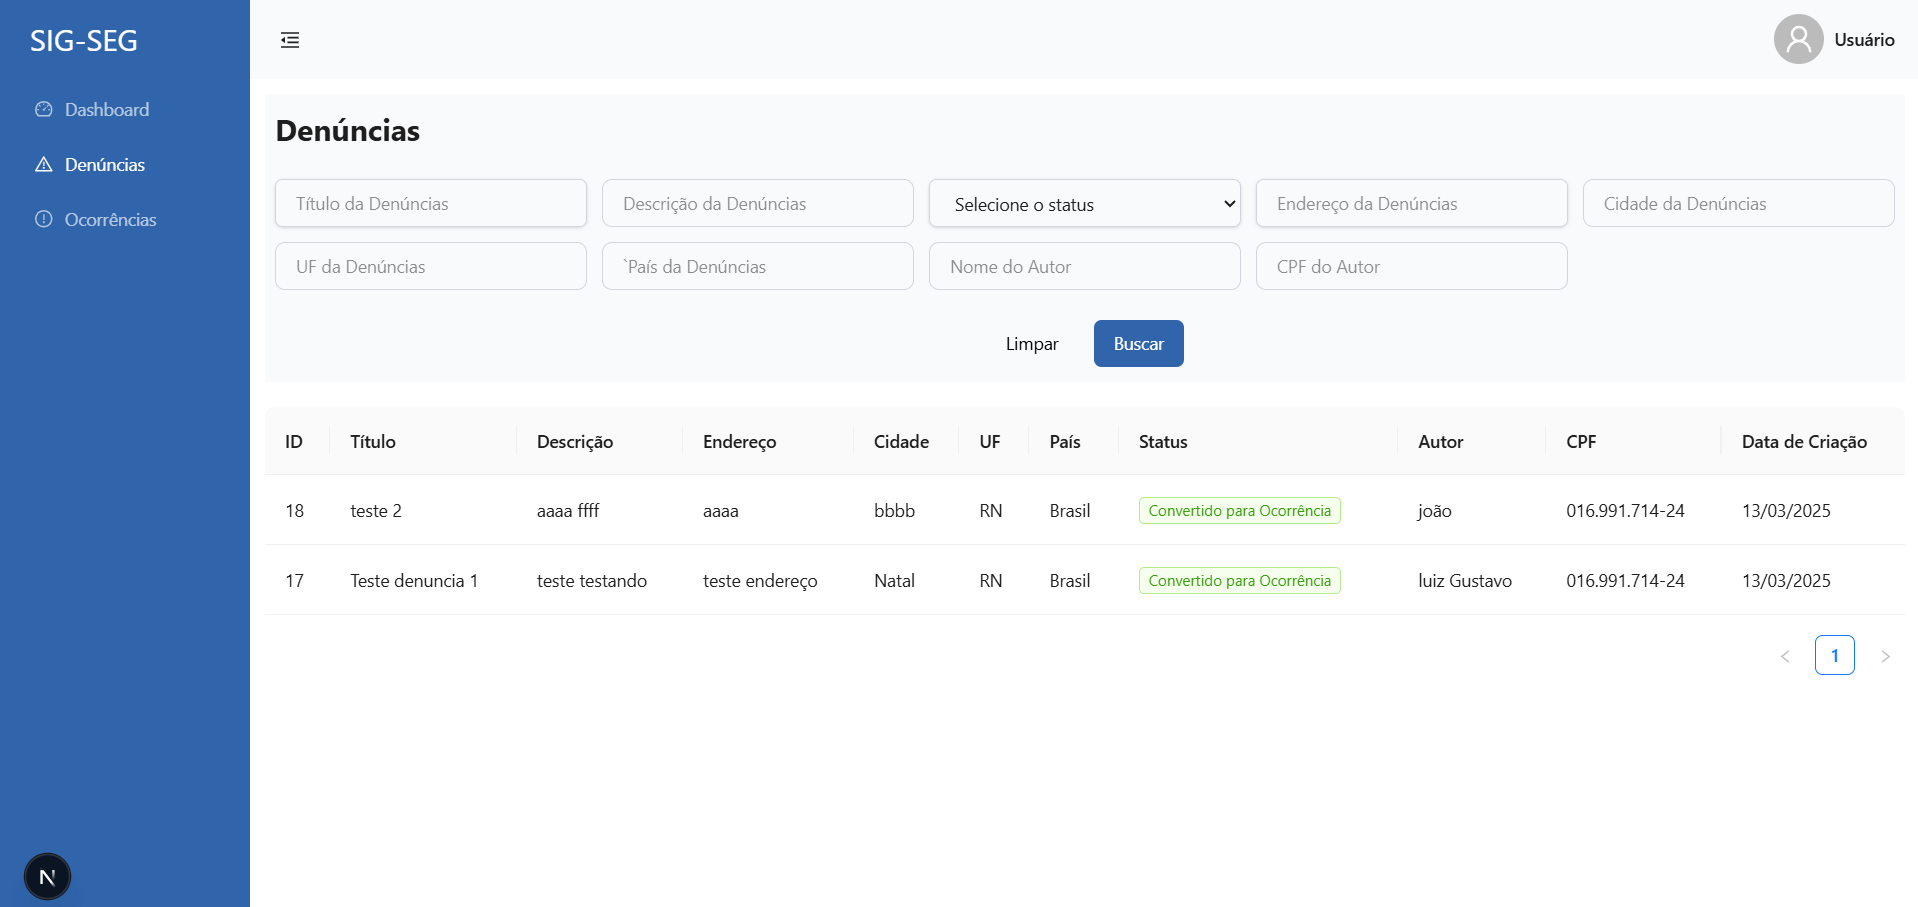 SIG-SEG
Usuário
Dashboard
Denúncias
Ocorrências
Denúncias
Título da Denúncias Descrição da Denúncias Selecione o status Endereço da Denúncias Cidade da Denúncias
UF da Denúncias `País da Denúncias Nome do Autor CPF do Autor
Limpar Buscar
ID Título Descrição Endereço Cidade UF País Status Autor CPF Data de Criação
18 teste 2 aaaa ffff aaaa bbbb RN Brasil Convertido para Ocorrência joão 016.991.714-24 13/03/2025
17 Teste denuncia 1 teste testando teste endereço Natal RN Brasil Convertido para Ocorrência luiz Gustavo 016.991.714-24 13/03/2025
< 1 >
N